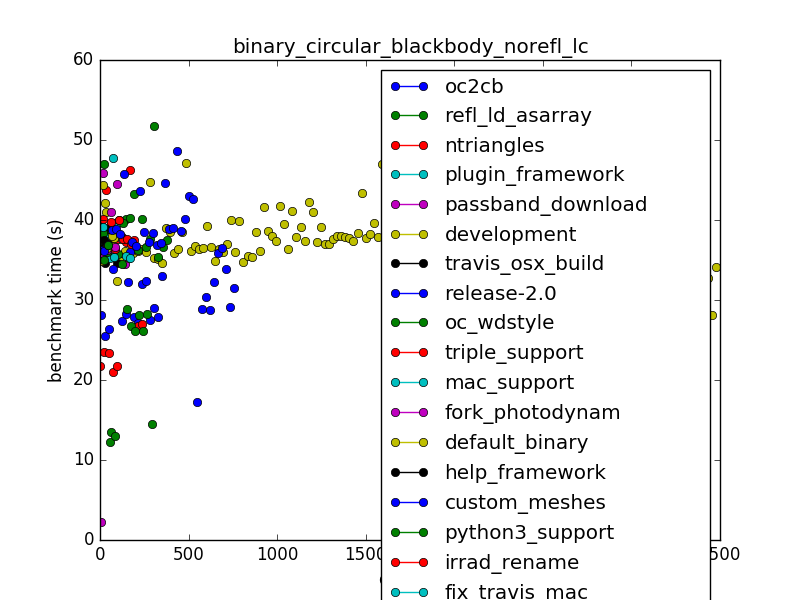 binary_circular_blackbody_norefl_lc
60
50
40
30
20
10
0
benchmark time (s)
0
500
1000
oc2cb
refl_ld_asarray
ntriangles
plugin_framework
passband_download
development
travis_osx_build
release-2.0
oc_wdstyle
triple_support
mac_support
fork_photodynam
default_binary
help_framework
custom_meshes
python3_support
irrad_rename
fix_travis_mac